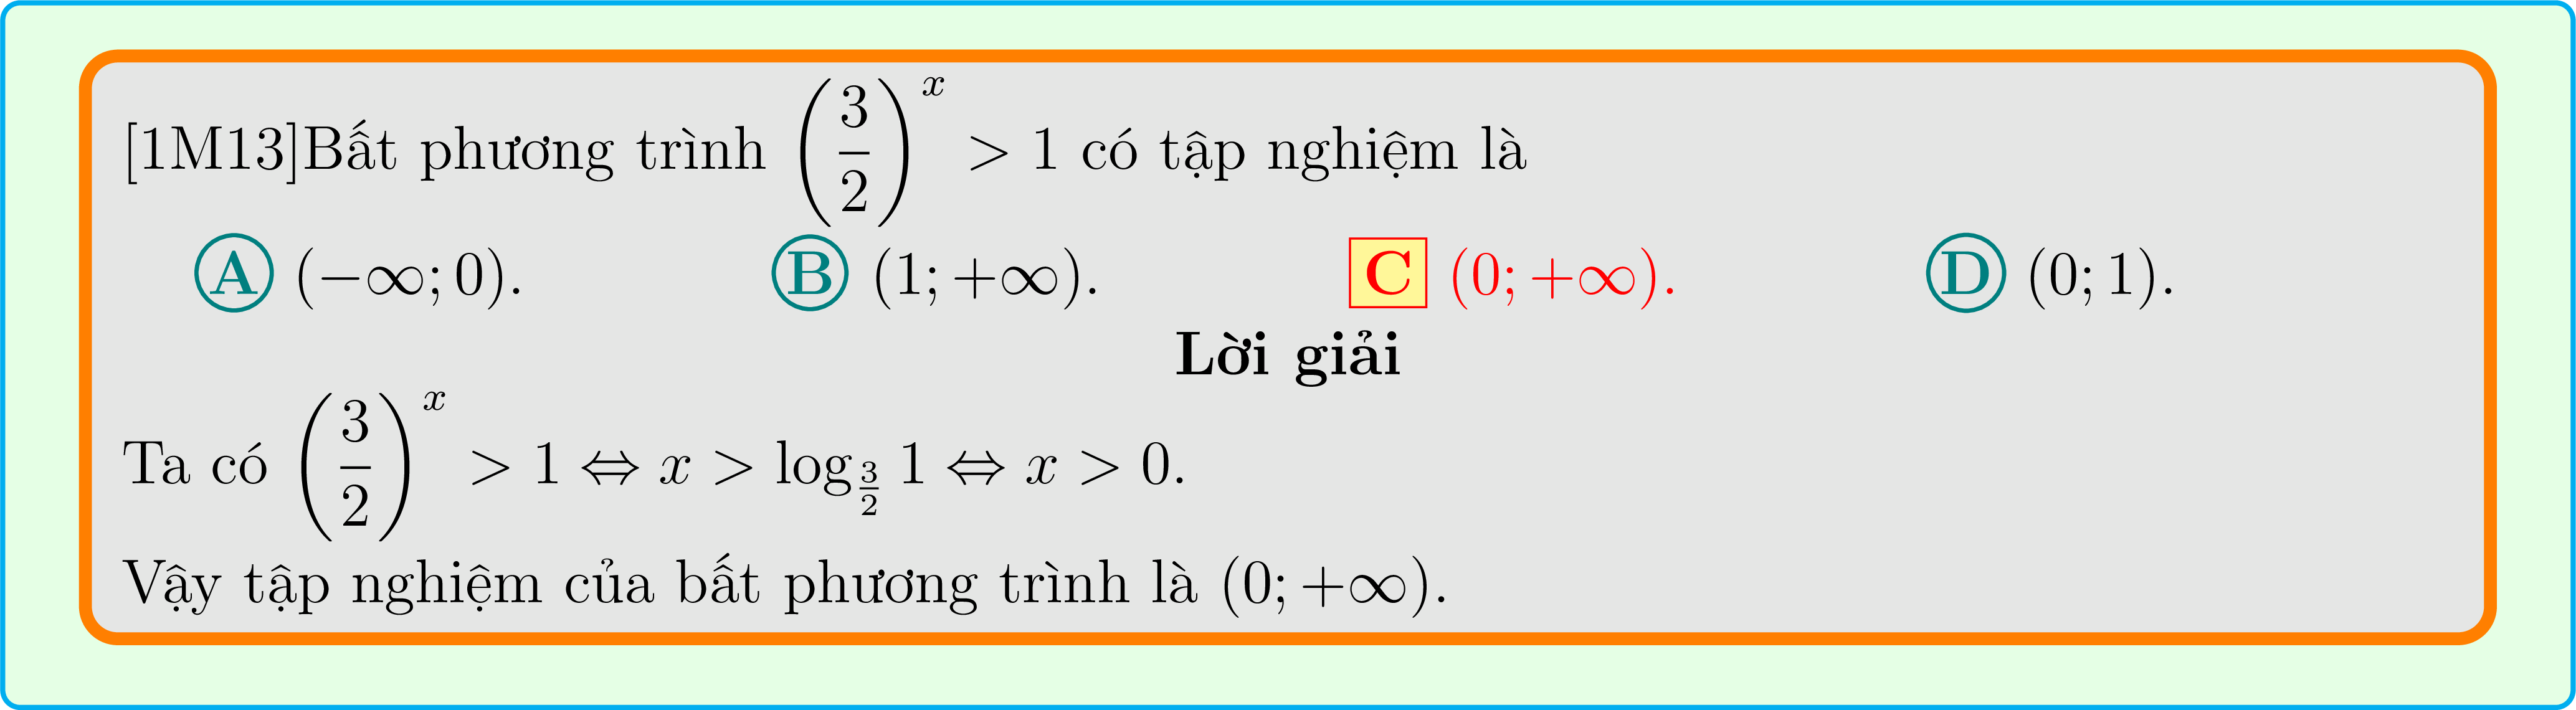 [1M13]Bất phương trình $\left(\dfrac{3}{2}\right)^x > 1$ có tập nghiệm là
A $(-\infty; 0)$. B $(1; +\infty)$. C $(0; +\infty)$. D $(0; 1)$.
Lời giải
Ta có $\left(\dfrac{3}{2}\right)^x > 1 \Leftrightarrow x > \log_{\frac{3}{2}} 1 \Leftrightarrow x > 0$.
Vậy tập nghiệm của bất phương trình là $(0; +\infty)$.